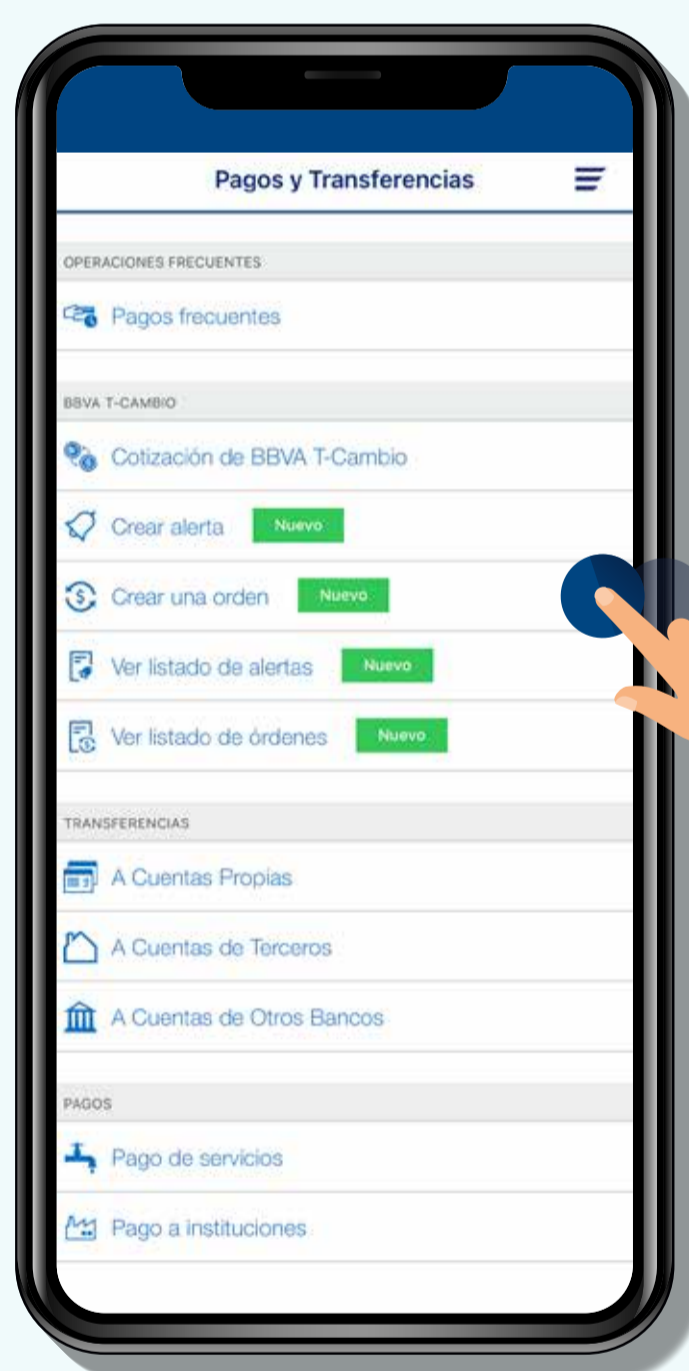 Pagos y Transferencias
OPERACIONES FRECUENTES
Pagos frecuentes
BBVA T-CAMBIO
Cotización de BBVA T-Cambio
Crear alerta Nuevo
Crear una orden Nuevo
Ver listado de alertas Nuevo
Ver listado de órdenes Nuevo
TRANSFERENCIAS
A Cuentas Propias
A Cuentas de Terceros
A Cuentas de Otros Bancos
PAGOS
Pago de servicios
Pago a instituciones